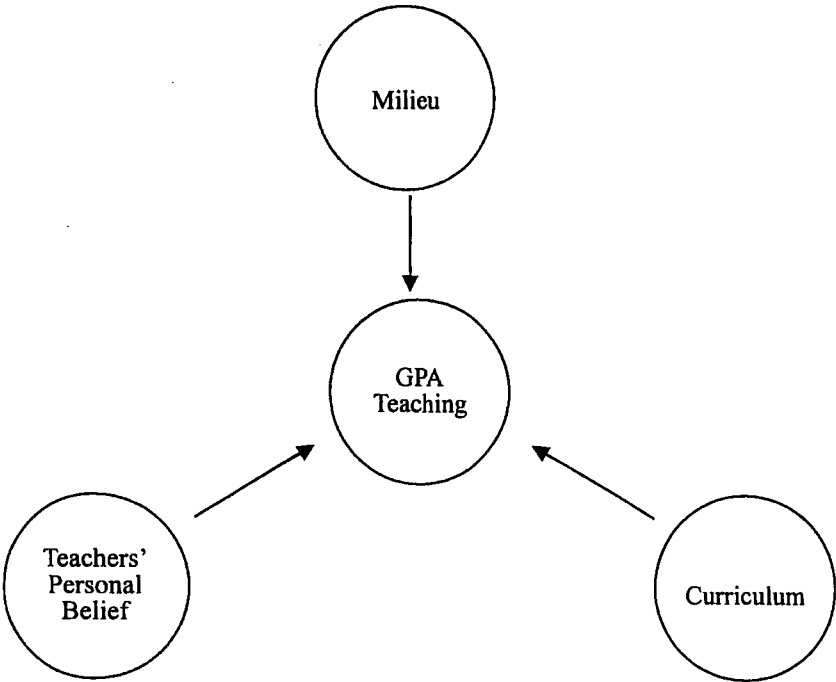 Milieu
GPA
Teaching
Teachers’
Personal
Belief
Curriculum